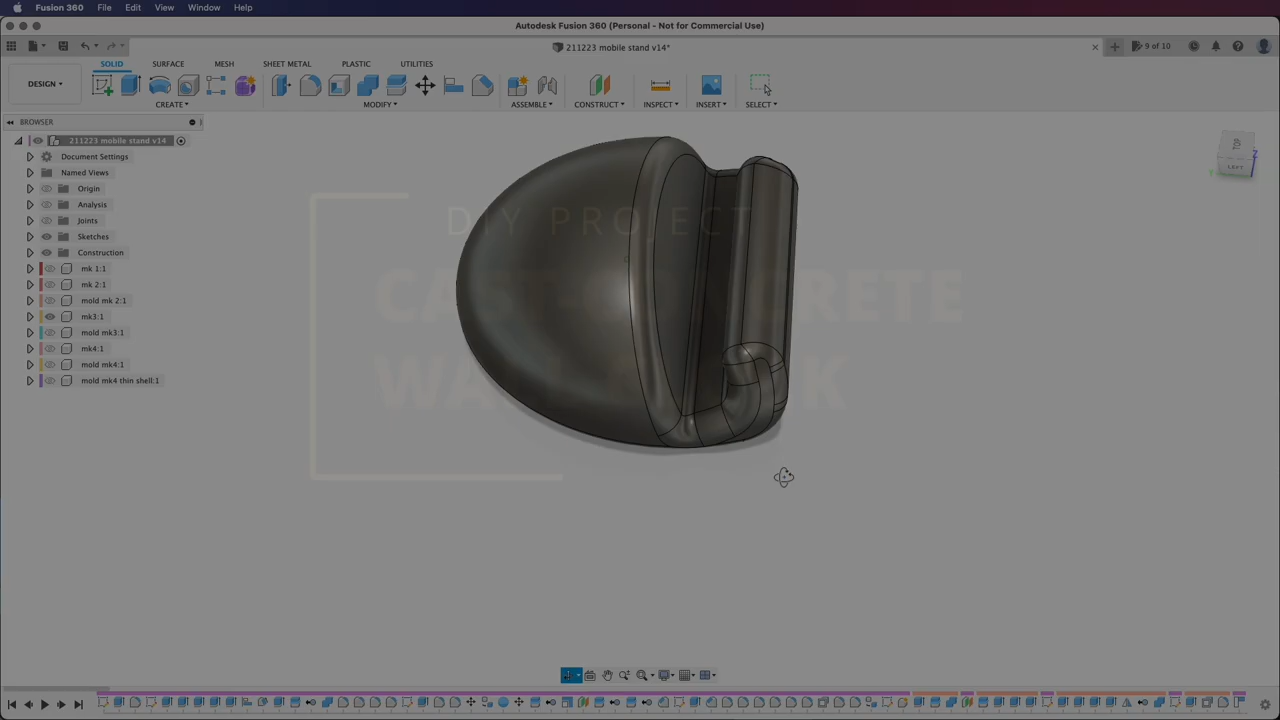 Fusion 360 File Edit View Window Help
Autodesk Fusion 360 (Personal - Not for Commercial Use)
211223 mobile stand v14*
9 of 10
SOLID SURFACE MESH SHEET METAL PLASTIC UTILITIES
DESIGN
CREATE MODIFY ASSEMBLE CONSTRUCT INSPECT INSERT SELECT
BROWSER
211223 mobile stand v14
Document Settings
Named Views
Origin
Analysis
Joints
Sketches
Construction
mk 1:1
mk 2:1
mold mk 2:1
mk3:1
mold mk3:1
mk4:1
mold mk4:1
mold mk4 thin shell:1
LEFT
Z
DIY PROJECT